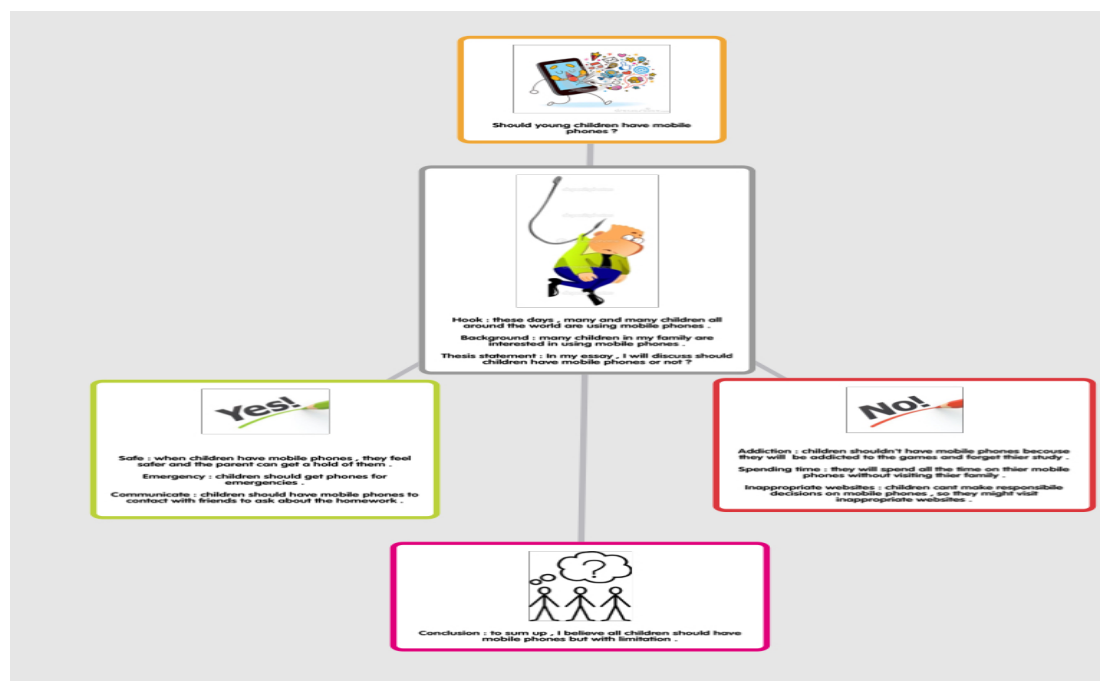 Should young children have mobile
phones ?
Hook : these days , many and many children all
around the world are using mobile phones .
Background : many children in my family are
interested in using mobile phones .
Thesis statement : In my essay , I will discuss should
children have mobile phones or not ?
Yes!
Safe : when children have mobile phones , they feel
safer and the parent can get a hold of them .
Emergency : children should get phones for
emergencies .
Communicate : children should have mobile phones to
contact with friends to ask about the homework .
No!
Addiction : children shouldn't have mobile phones becouse
they will be addicted to the games and forget thier study .
Spending time : they will spend all the time on thier mobile
phones without visiting thier family .
Inappropriate websites : children cant make responsibile
decisions on mobile phones , so they might visit
inappropriate websites .
?
Conclusion : to sum up , I believe all children should have
mobile phones but with limitation .